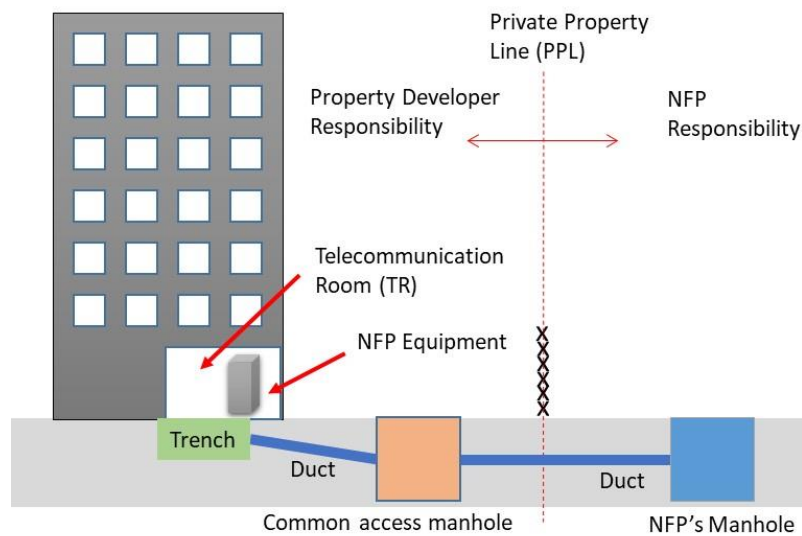 Private Property
Line (PPL)
Property Developer
Responsibility
NFP
Responsibility
Telecommunication
Room (TR)
NFP Equipment
Trench
Duct
Duct
Common access manhole
NFP's Manhole